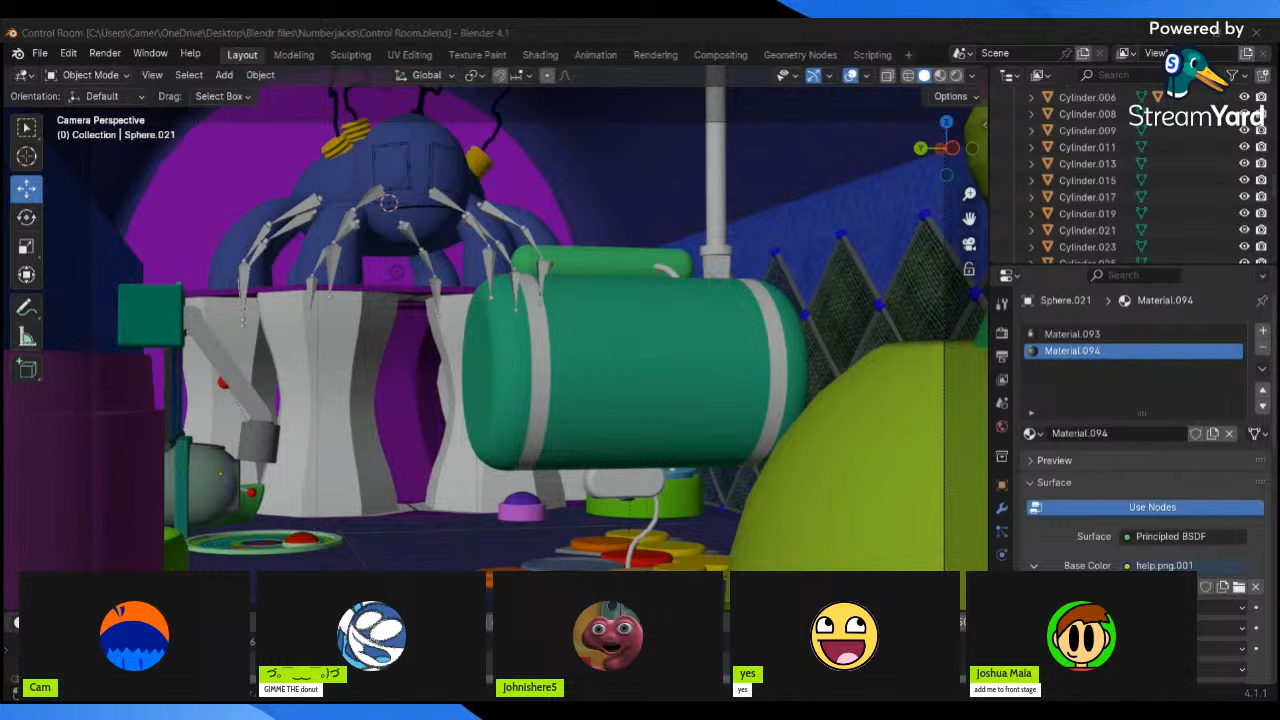 Control Room [C:\Users\Camer\OneDrive\Desktop\Blendr files\Numberjacks\Control Room.blend] - Blender 4.1
Powered by
StreamYard
File Edit Render Window Help
Layout Modeling Sculpting UV Editing Texture Paint Shading Animation Rendering Compositing Geometry Nodes Scripting +
Scene
Object Mode View Select Add Object
Global
Search
Orientation: Default Drag: Select Box
Options
Camera Perspective
(0) Collection | Sphere.021
Z
Y
Cylinder.006
Cylinder.008
Cylinder.009
Cylinder.011
Cylinder.013
Cylinder.015
Cylinder.017
Cylinder.019
Cylinder.021
Cylinder.023
Search
Sphere.021 > Material.094
Material.093
Material.094
Material.094
Preview
Surface
Use Nodes
Surface Principled BSDF
Base Color help.png.001
Cam
づ｡ ¯ ‿‿ ¯｡)づ
GIMME THE donut
Johnishere5
yes
yes
Joshua Maia
add me to front stage
4.1.1